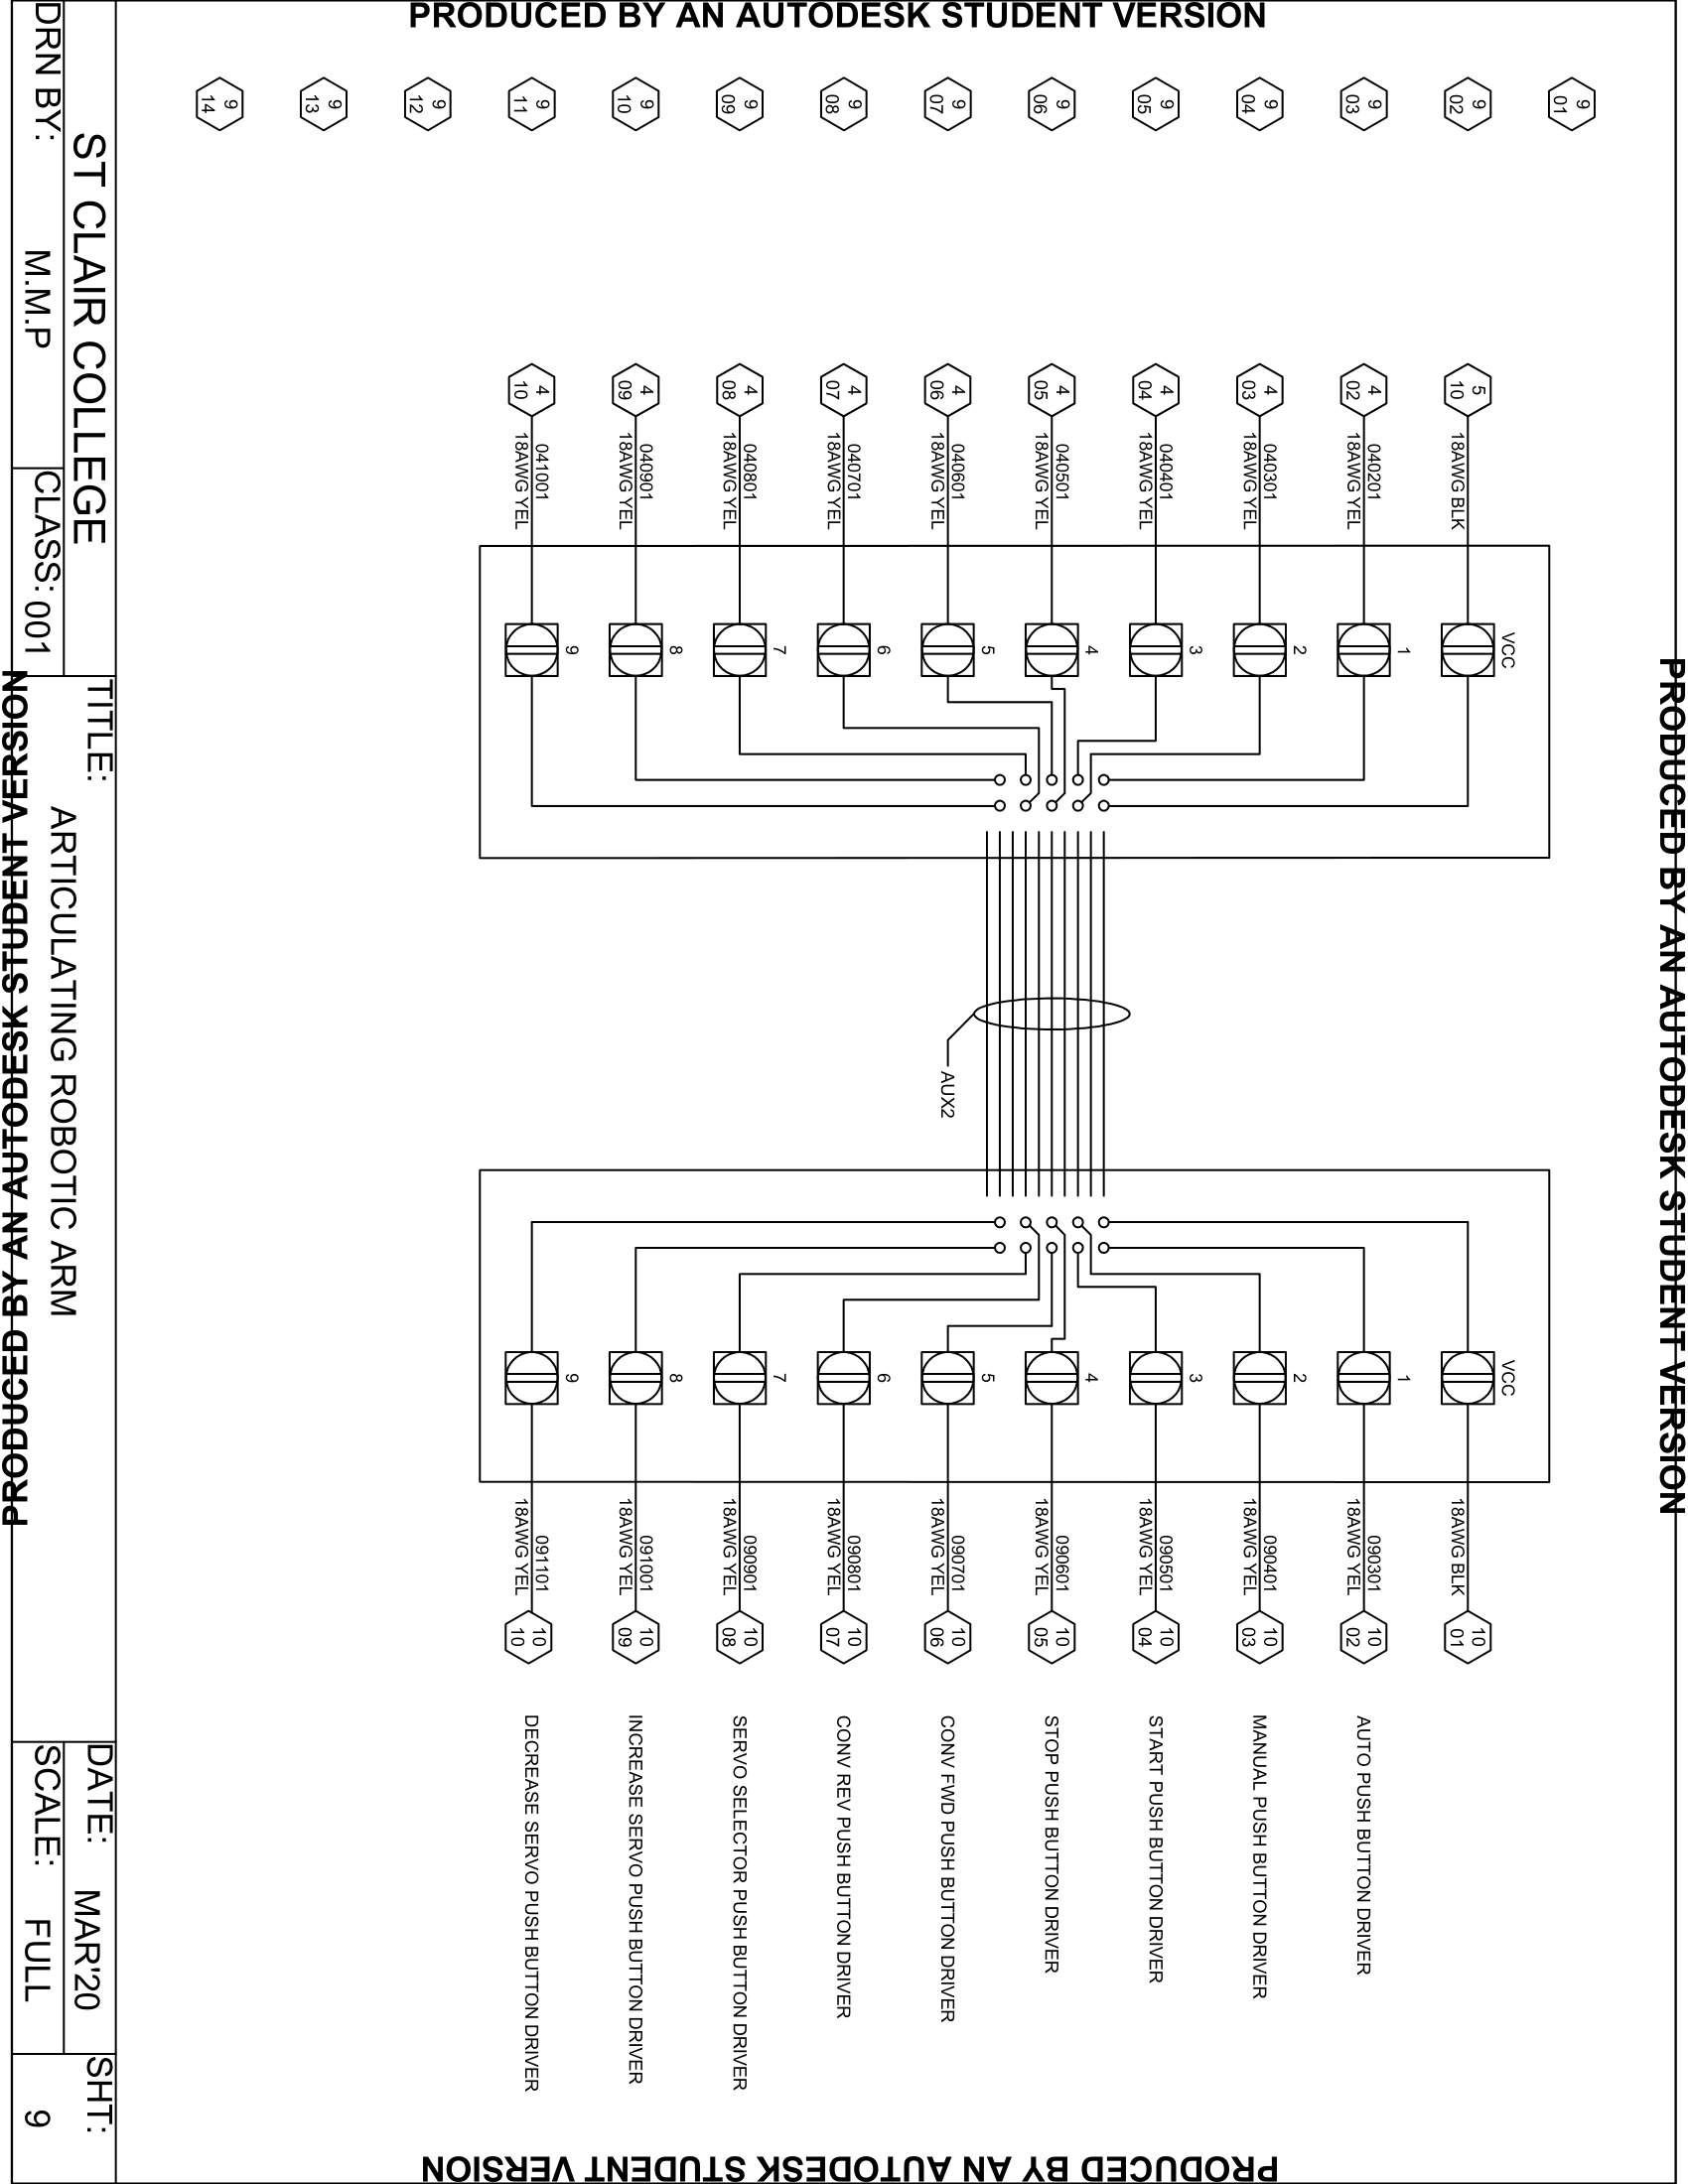 PRODUCED BY AN AUTODESK STUDENT VERSION
PRODUCED BY AN AUTODESK STUDENT VERSION
PRODUCED BY AN AUTODESK STUDENT VERSION
PRODUCED BY AN AUTODESK STUDENT VERSION
9
01
9
02
5
10
18AWG BLK
VCC
VCC
18AWG BLK
10
01
9
03
4
02
040201
18AWG YEL
1
1
090301
18AWG YEL
10
02
AUTO PUSH BUTTON DRIVER
9
04
4
03
040301
18AWG YEL
2
2
090401
18AWG YEL
10
03
MANUAL PUSH BUTTON DRIVER
9
05
4
04
040401
18AWG YEL
3
3
090501
18AWG YEL
10
04
START PUSH BUTTON DRIVER
9
06
4
05
040501
18AWG YEL
4
4
090601
18AWG YEL
10
05
STOP PUSH BUTTON DRIVER
9
07
4
06
040601
18AWG YEL
5
AUX2
5
090701
18AWG YEL
10
06
CONV FWD PUSH BUTTON DRIVER
9
08
4
07
040701
18AWG YEL
6
6
090801
18AWG YEL
10
07
CONV REV PUSH BUTTON DRIVER
9
09
4
08
040801
18AWG YEL
7
7
090901
18AWG YEL
10
08
SERVO SELECTOR PUSH BUTTON DRIVER
9
10
4
09
040901
18AWG YEL
8
8
091001
18AWG YEL
10
09
INCREASE SERVO PUSH BUTTON DRIVER
9
11
4
10
041001
18AWG YEL
9
9
091101
18AWG YEL
10
10
DECREASE SERVO PUSH BUTTON DRIVER
9
12
9
13
9
14
ST CLAIR COLLEGE
DRN BY: M.M.P
CLASS: 001
TITLE:
ARTICULATING ROBOTIC ARM
DATE: MAR'20
SCALE: FULL
SHT:
9